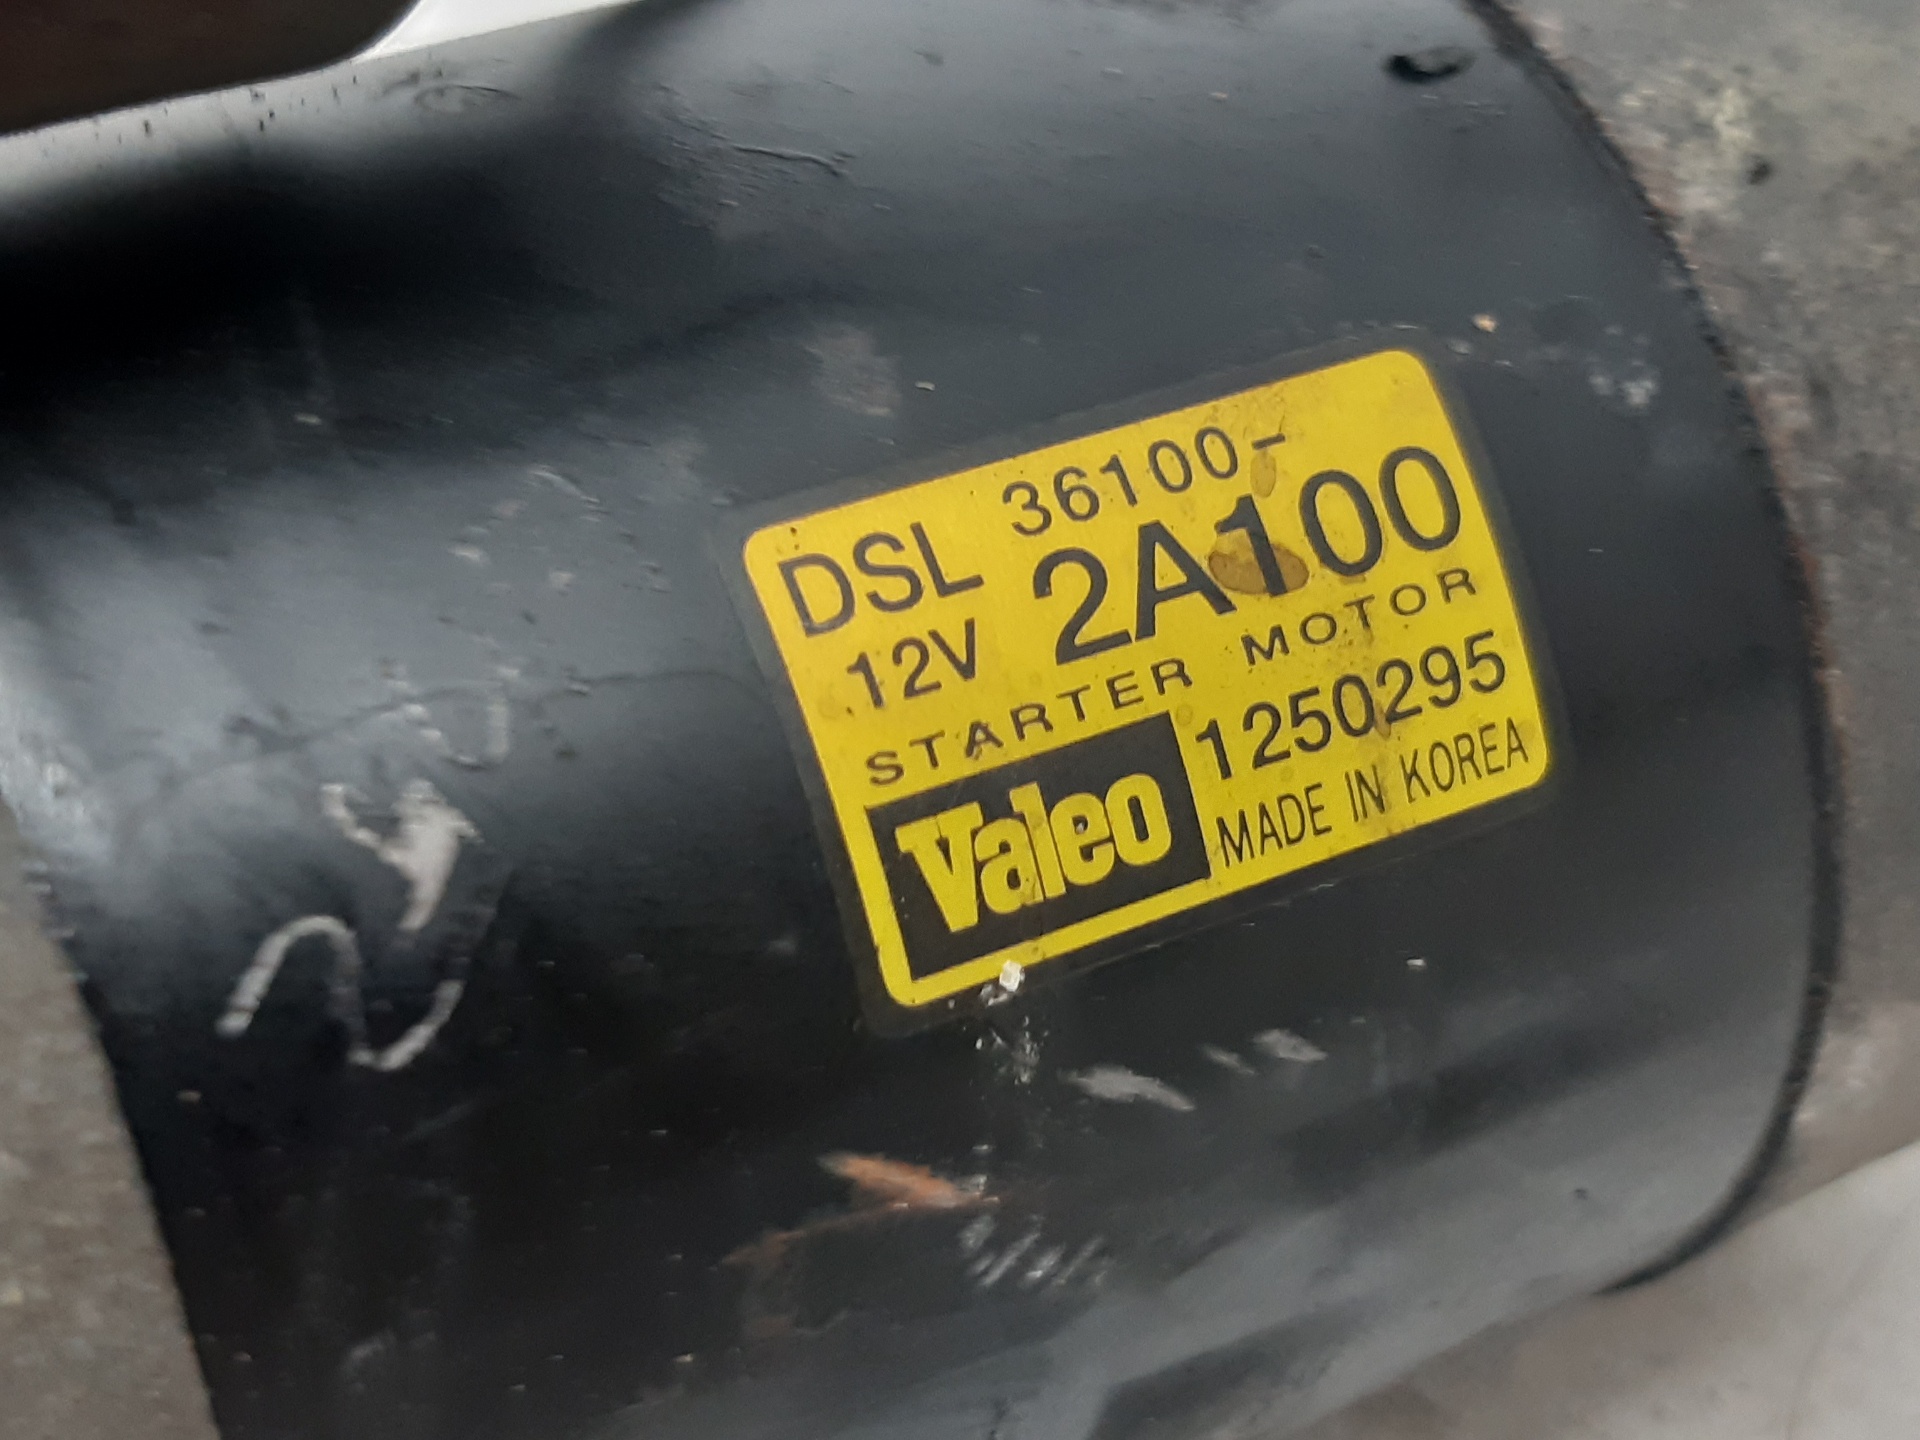 DSL 36100-
12V 2A100
STARTER MOTOR
Valeo 1250295
MADE IN KOREA